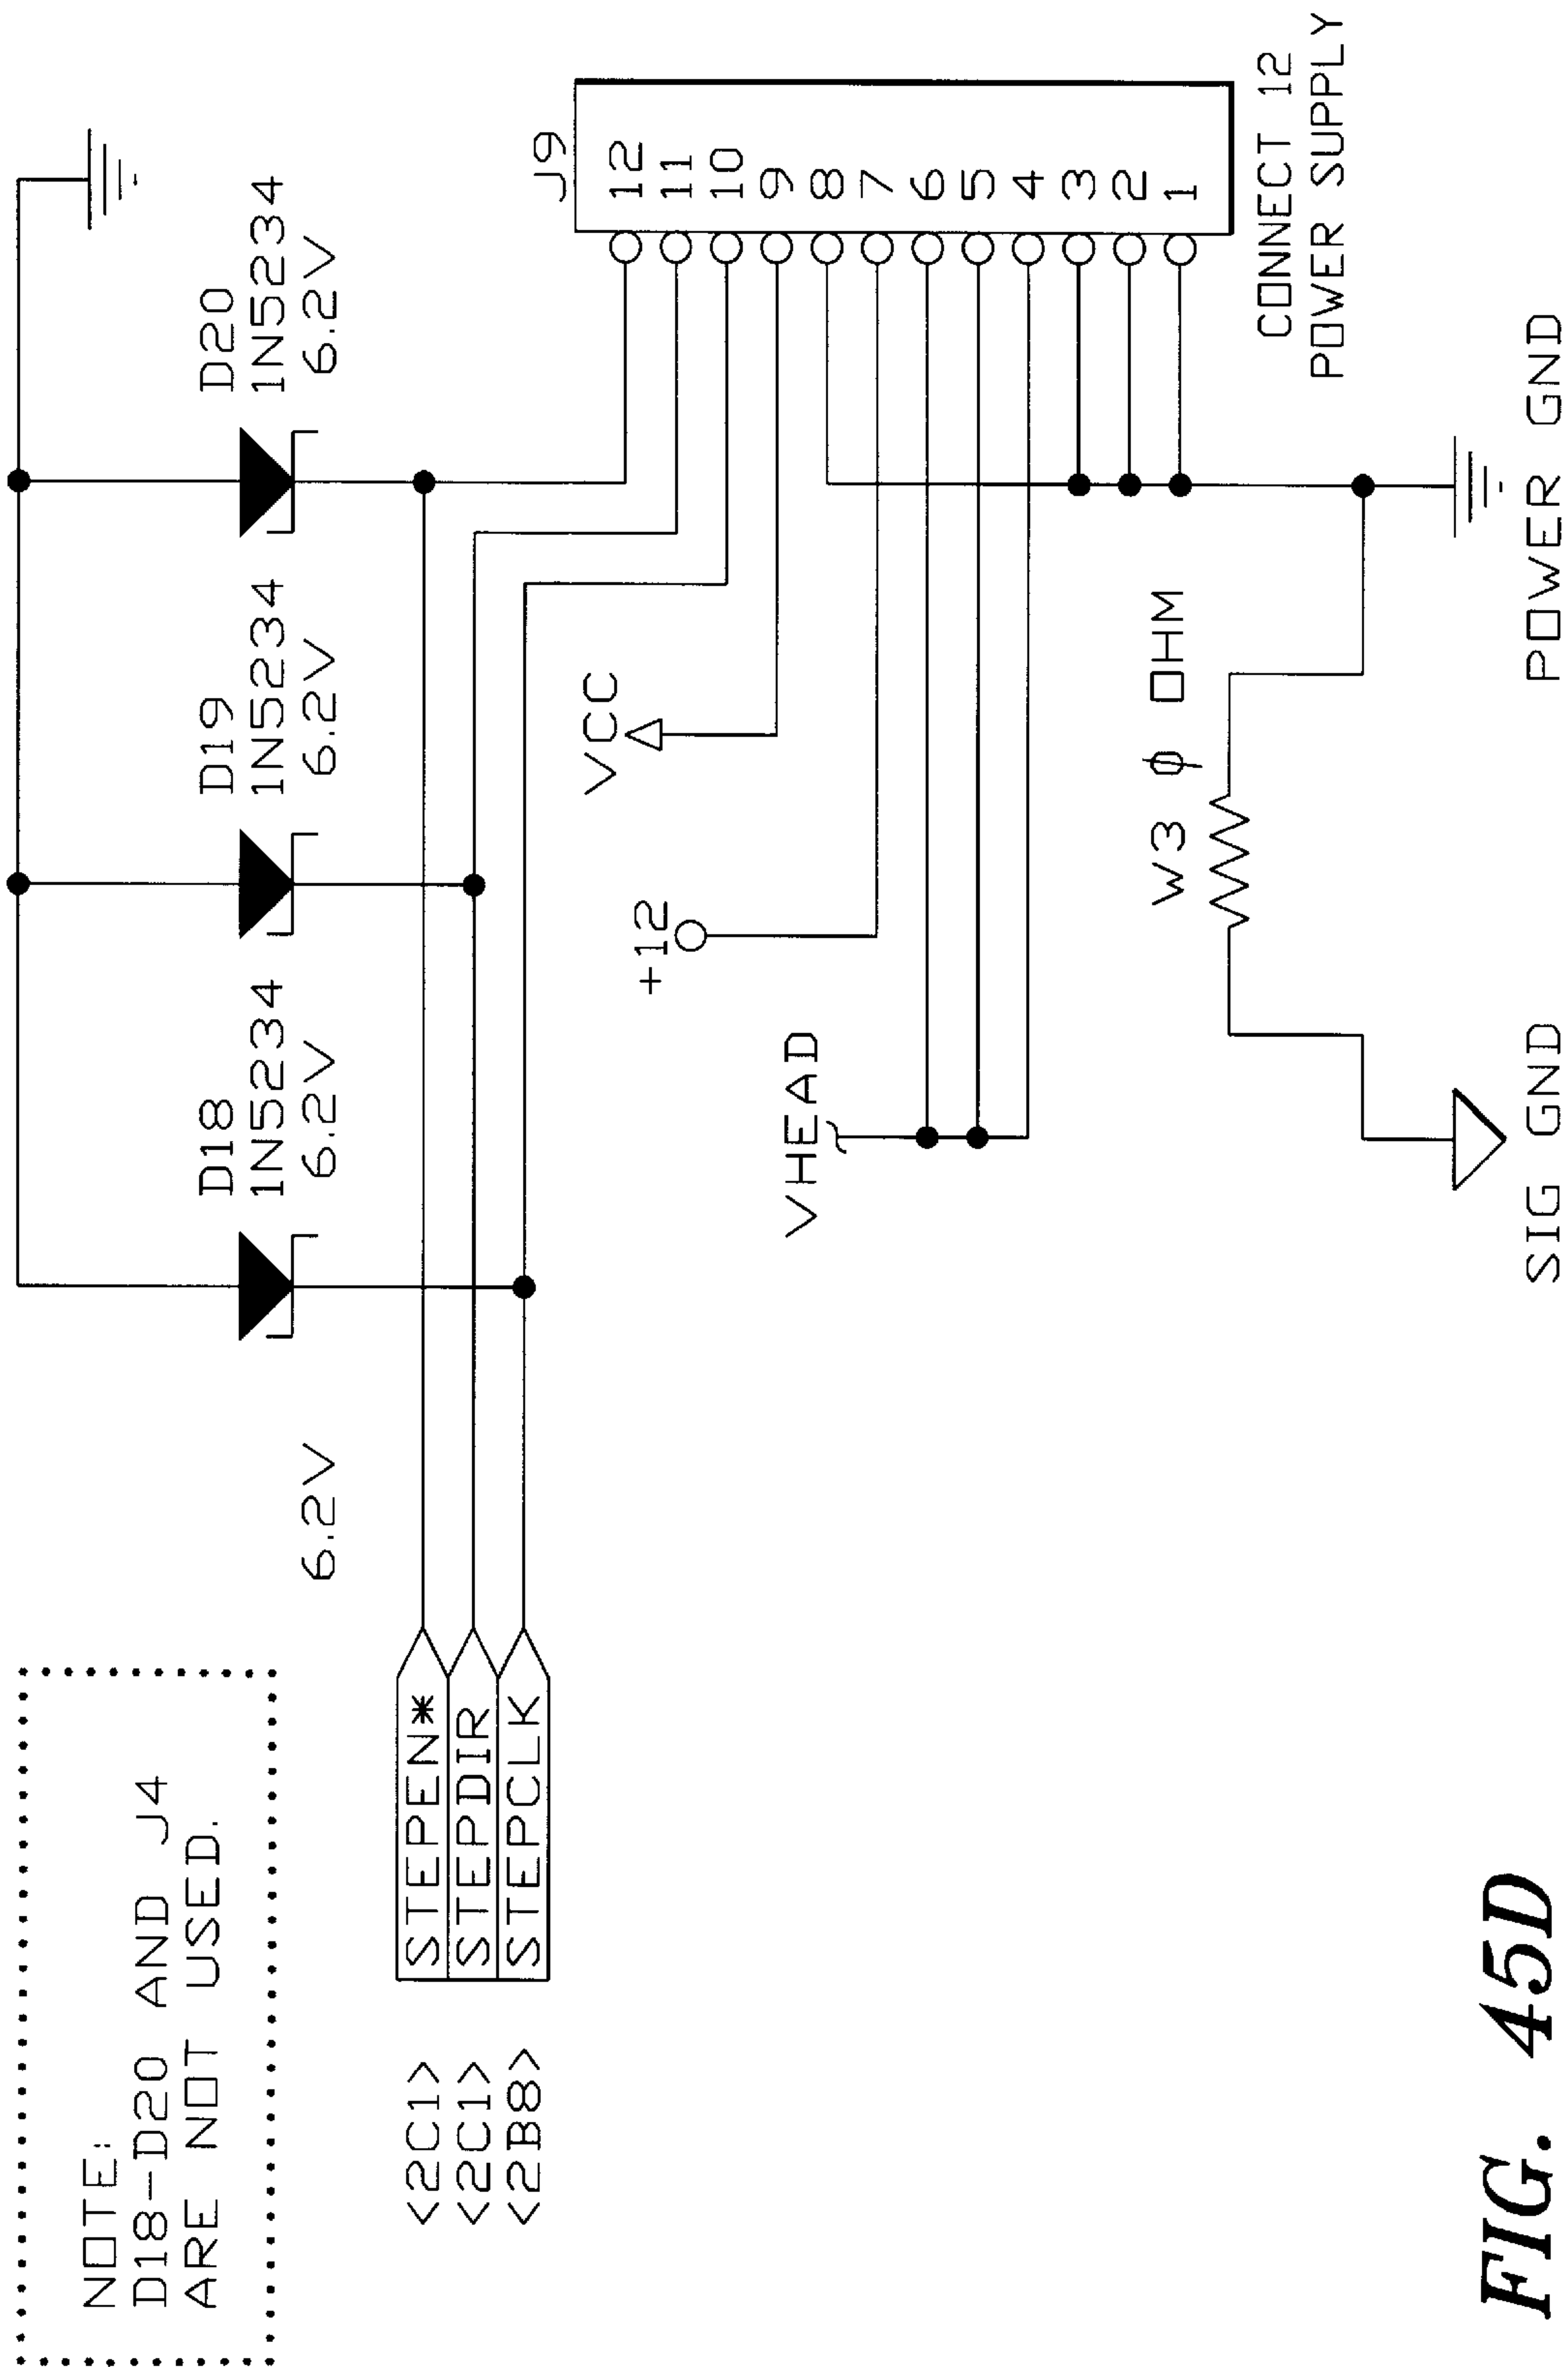 NOTE:
D18-D20 AND J4
ARE NOT USED.
6.2V
D18
1N5234
6.2V
D19
1N5234
6.2V
D20
1N5234
6.2V
<2C1> STEPEN*
<2C1> STEPDIR
<2B8> STEPCLK
J9
12
11
10
9
8
7
6
5
4
3
2
1
VCC
+12
VHEAD
CONNECT 12
POWER SUPPLY
W3 0 OHM
SIG GND
POWER GND
FIG. 45D